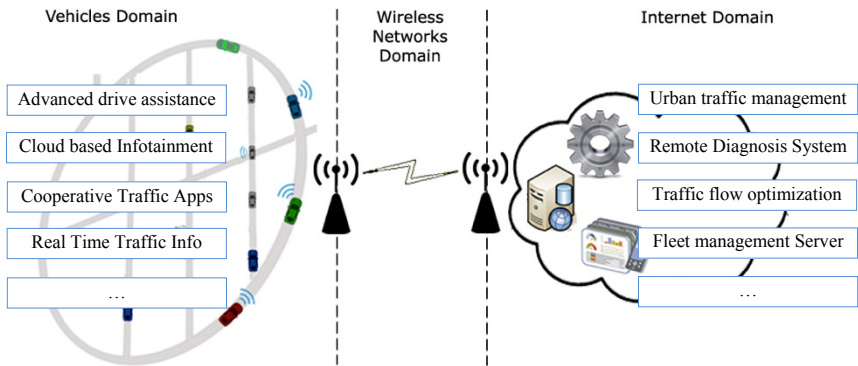 Vehicles Domain
Wireless
Networks
Domain
Internet Domain
Advanced drive assistance
Cloud based Infotainment
Cooperative Traffic Apps
Real Time Traffic Info
…
Urban traffic management
Remote Diagnosis System
Traffic flow optimization
Fleet management Server
…